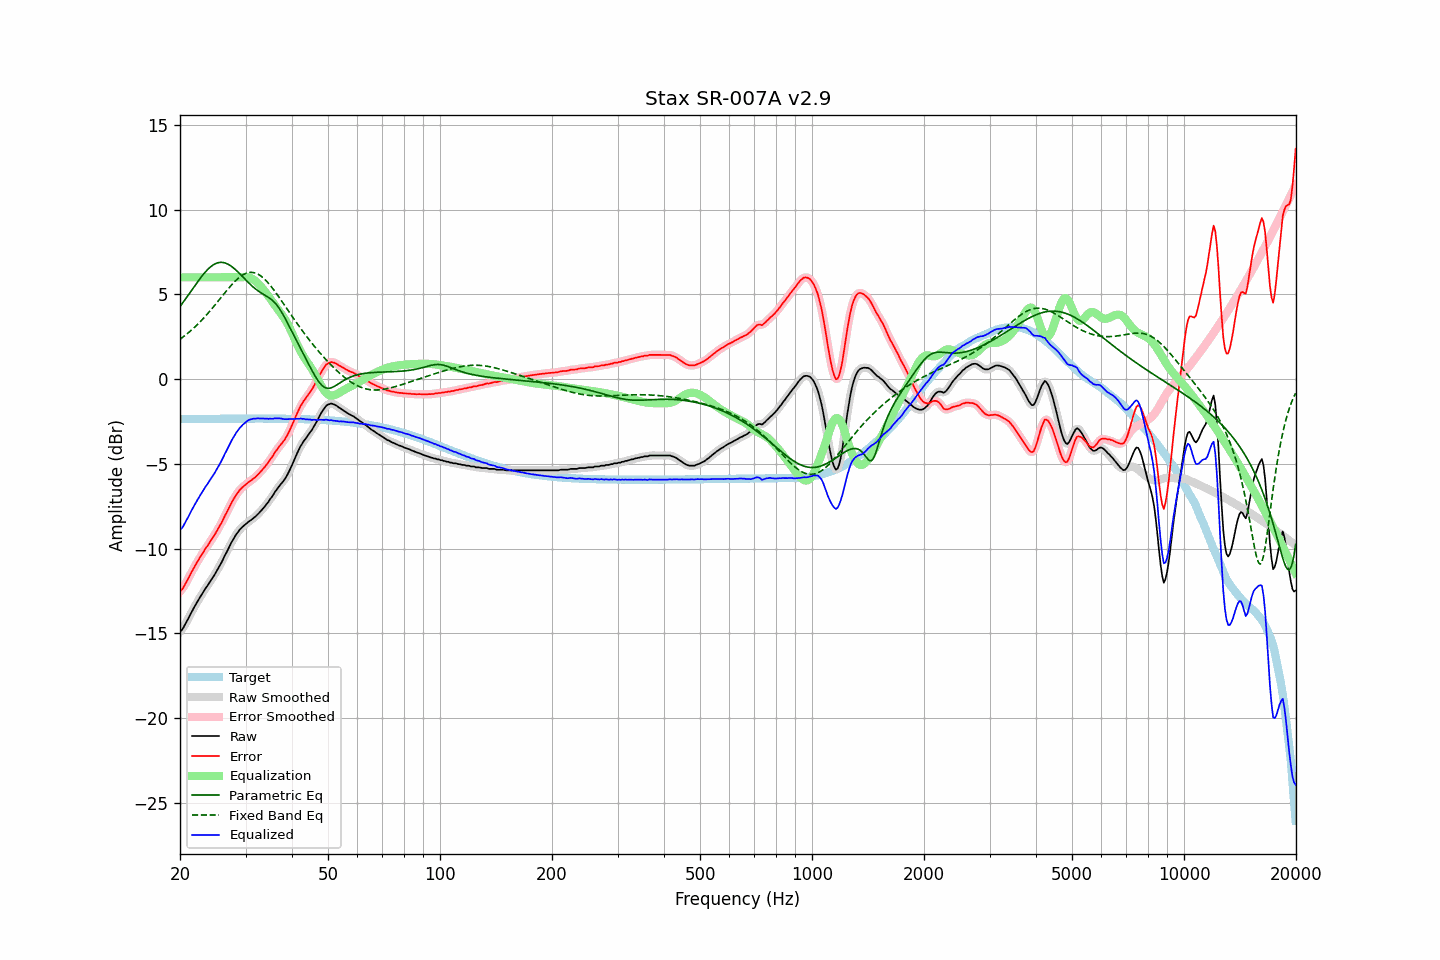 Stax SR-007A v2.9
Amplitude (dBr)
15
10
5
0
−5
−10
−15
−20
−25
Target
Raw Smoothed
Error Smoothed
Raw
Error
Equalization
Parametric Eq
Fixed Band Eq
Equalized
20 50 100 200 500 1000 2000 5000 10000 20000
Frequency (Hz)